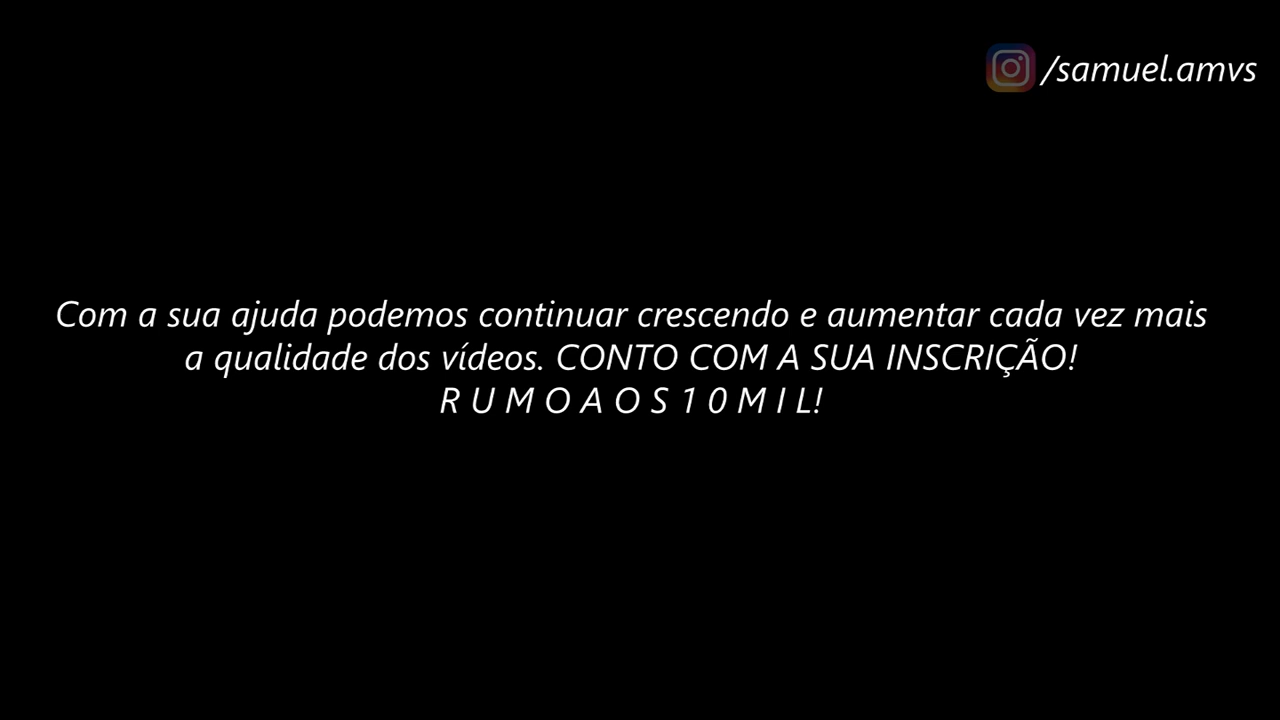 /samuel.amvs
Com a sua ajuda podemos continuar crescendo e aumentar cada vez mais
a qualidade dos vídeos. CONTO COM A SUA INSCRIÇÃO!
R U M O A O S 1 0 M I L!